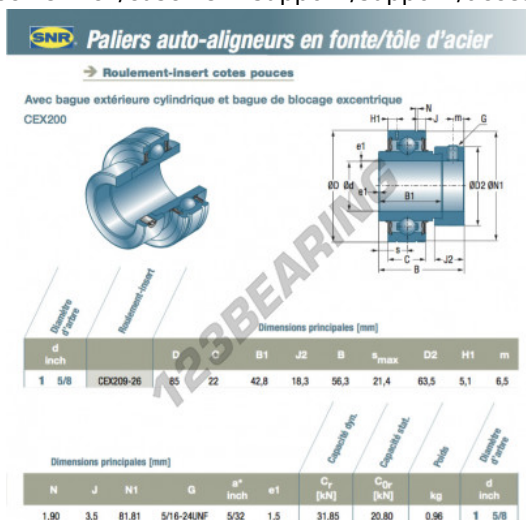 SNR Paliers auto-aligneurs en fonte/tôle d'acier
Roulement-insert cotes pouces
Avec bague extérieure cylindrique et bague de blocage excentrique
CEX200
N
H1 J m G
e1
ØD Ød e1 B1 ØD2 ØN1
s
C J2
B
123BEARING
Diamètre d'arbre
Roulement-insert
Dimensions principales [mm]
d inch D C B1 J2 B smax D2 H1 m
1 5/8 CEX209-26 85 22 42,8 18,3 56,3 21,4 63,5 5,1 6,5
Dimensions principales [mm]
Capacité dyn.
Capacité stat.
Poids
Diamètre d'arbre
N J N1 G a* inch e1 Cr [kN] C0r [kN] kg d inch
1,90 3,5 81,81 5/16-24UNF 5/32 1,5 31,85 20,80 0,96 1 5/8